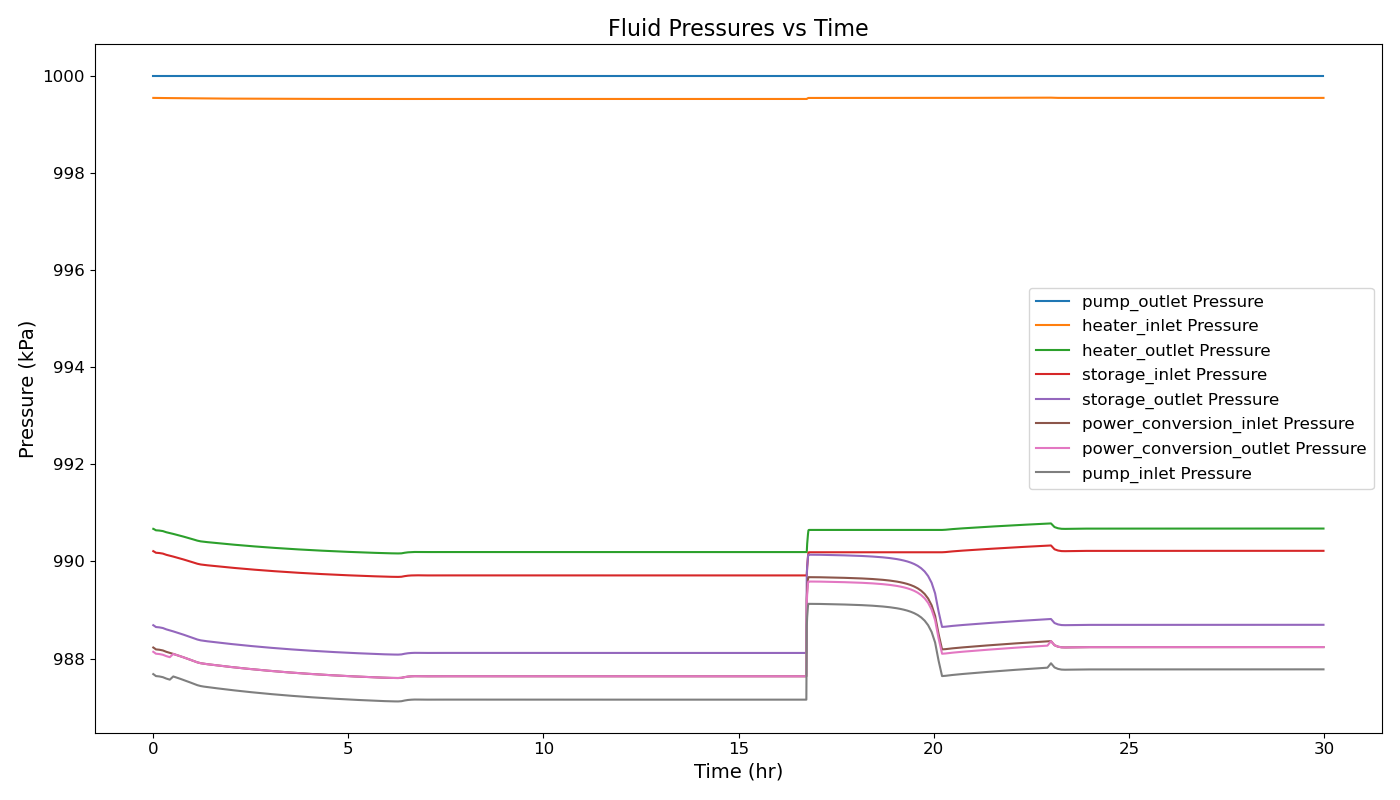 Fluid Pressures vs Time
Pressure (kPa)
1000
998
996
994
992
990
988
pump_outlet Pressure
heater_inlet Pressure
heater_outlet Pressure
storage_inlet Pressure
storage_outlet Pressure
power_conversion_inlet Pressure
power_conversion_outlet Pressure
pump_inlet Pressure
0 5 10 15 20 25 30
Time (hr)